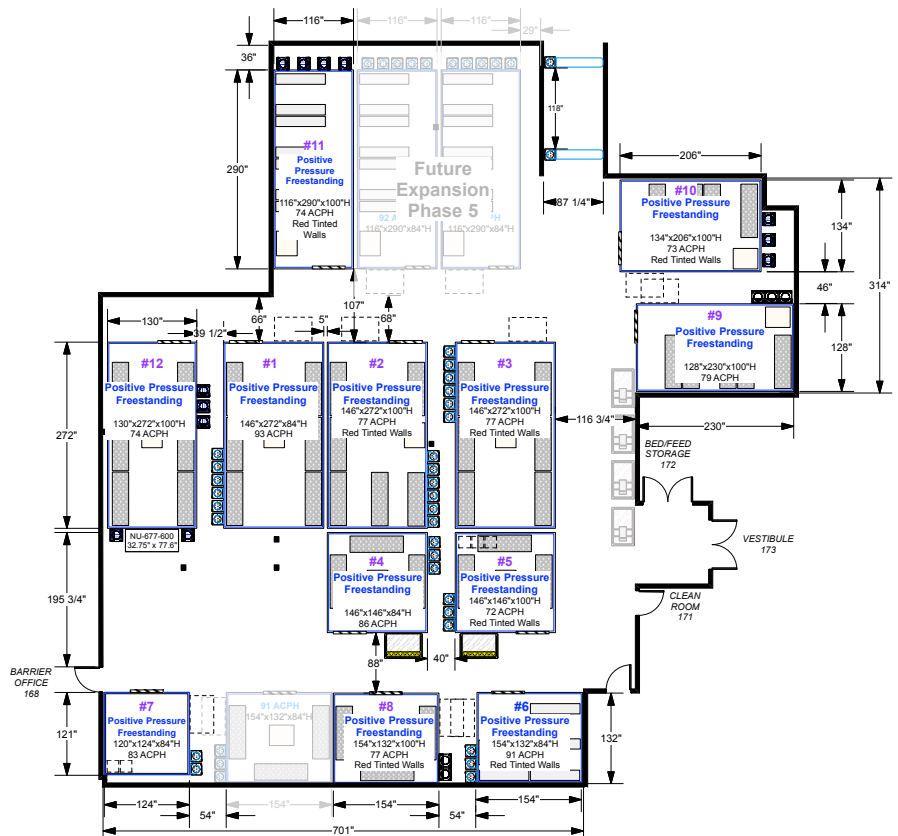 116"
116"
116"
29"
36"
290"
118"
87 1/4"
#11
Positive
Pressure
Freestanding
116"x290"x100"H
74 ACPH
Red Tinted
Walls
Future
Expansion
Phase 5
116"x290"x84"H
116"x290"x84"H
206"
#10
Positive Pressure
Freestanding
134"x206"x100"H
73 ACPH
Red Tinted Walls
134"
46"
314"
#9
Positive Pressure
Freestanding
128"x230"x100"H
79 ACPH
128"
230"
66"
107"
68"
130"
39 1/2"
5"
#12
Positive Pressure
Freestanding
130"x272"x100"H
74 ACPH
#1
Positive Pressure
Freestanding
146"x272"x84"H
93 ACPH
#2
Positive Pressure
Freestanding
146"x272"x100"H
77 ACPH
Red Tinted Walls
#3
Positive Pressure
Freestanding
146"x272"x100"H
77 ACPH
Red Tinted Walls
116 3/4"
272"
BED/FEED
STORAGE
172
VESTIBULE
173
CLEAN
ROOM
171
NU-677-600
32.75" x 77.6"
195 3/4"
#4
Positive Pressure
Freestanding
146"x146"x84"H
86 ACPH
#5
Positive Pressure
Freestanding
146"x146"x100"H
72 ACPH
Red Tinted Walls
40"
88"
BARRIER
OFFICE
168
121"
#7
Positive Pressure
Freestanding
120"x124"x84"H
83 ACPH
91 ACPH
154"x132"x84"H
#8
Positive Pressure
Freestanding
154"x132"x100"H
77 ACPH
Red Tinted Walls
#6
Positive Pressure
Freestanding
154"x132"x84"H
91 ACPH
Red Tinted Walls
132"
124"
54"
154"
154"
54"
154"
701"